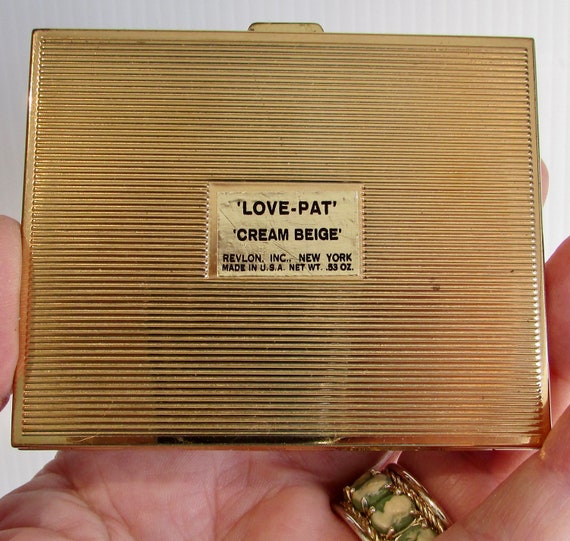 'LOVE-PAT'
'CREAM BEIGE'
REVLON, INC., NEW YORK
MADE IN U.S.A. NET WT. .53 OZ.